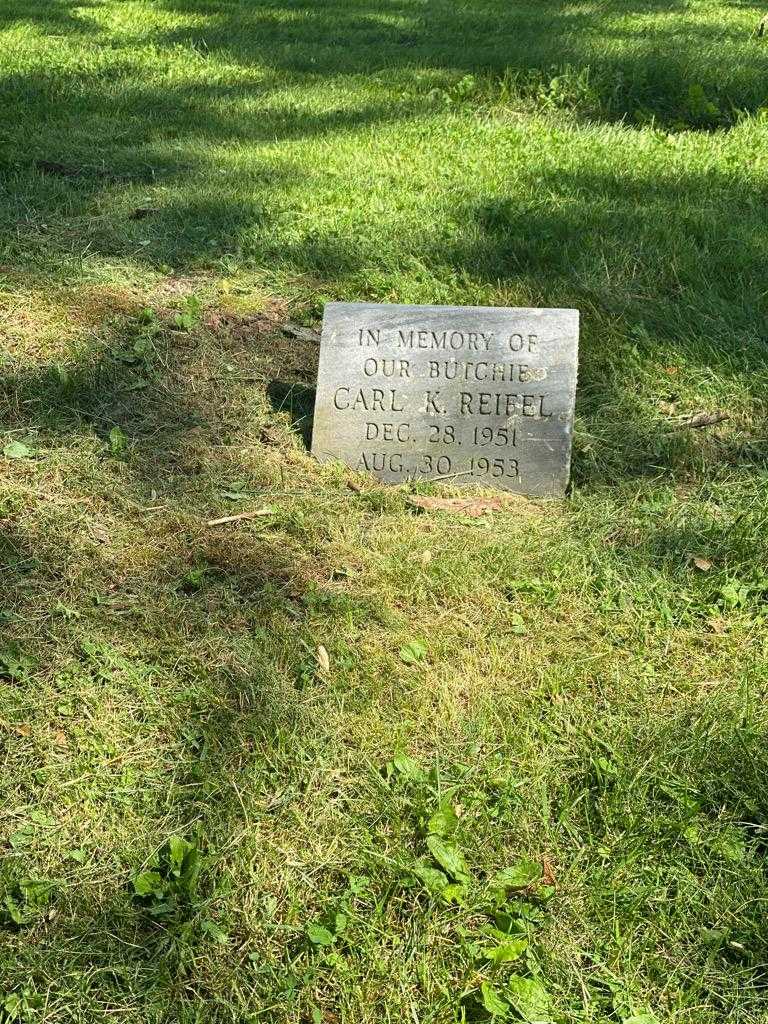 IN MEMORY OF
OUR BUTCHIE
CARL K. REIFEL
DEC. 28, 1951
AUG. 30, 1953